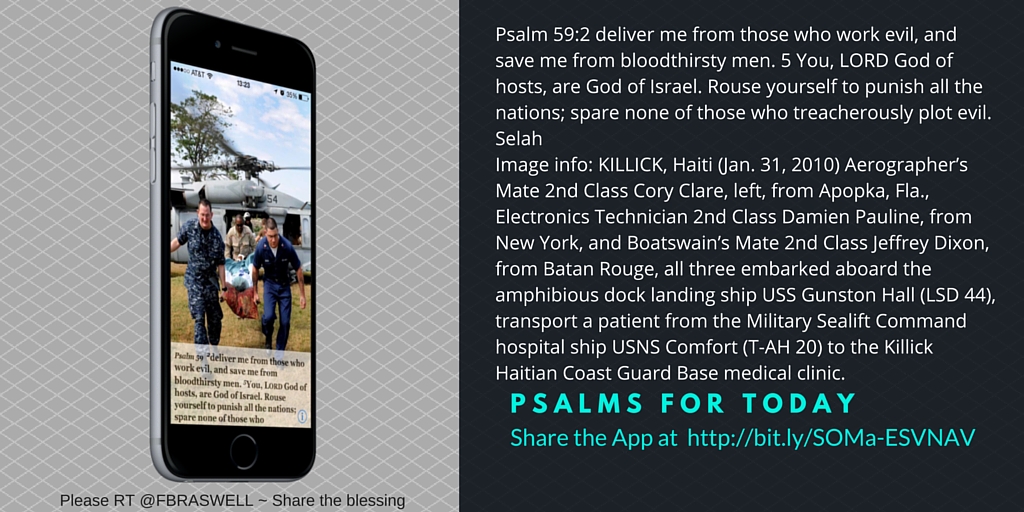 AT&T 13:23 35%
54
Psalm 59 ²deliver me from those who
work evil, and save me from
bloodthirsty men. ⁵You, LORD God of
hosts, are God of Israel. Rouse
yourself to punish all the nations;
spare none of those who
Please RT @FBRASWELL ~ Share the blessing
Psalm 59:2 deliver me from those who work evil, and
save me from bloodthirsty men. 5 You, LORD God of
hosts, are God of Israel. Rouse yourself to punish all the
nations; spare none of those who treacherously plot evil.
Selah
Image info: KILLICK, Haiti (Jan. 31, 2010) Aerographer’s
Mate 2nd Class Cory Clare, left, from Apopka, Fla.,
Electronics Technician 2nd Class Damien Pauline, from
New York, and Boatswain’s Mate 2nd Class Jeffrey Dixon,
from Batan Rouge, all three embarked aboard the
amphibious dock landing ship USS Gunston Hall (LSD 44),
transport a patient from the Military Sealift Command
hospital ship USNS Comfort (T-AH 20) to the Killick
Haitian Coast Guard Base medical clinic.
PSALMS FOR TODAY
Share the App at http://bit.ly/SOMa-ESVNAV